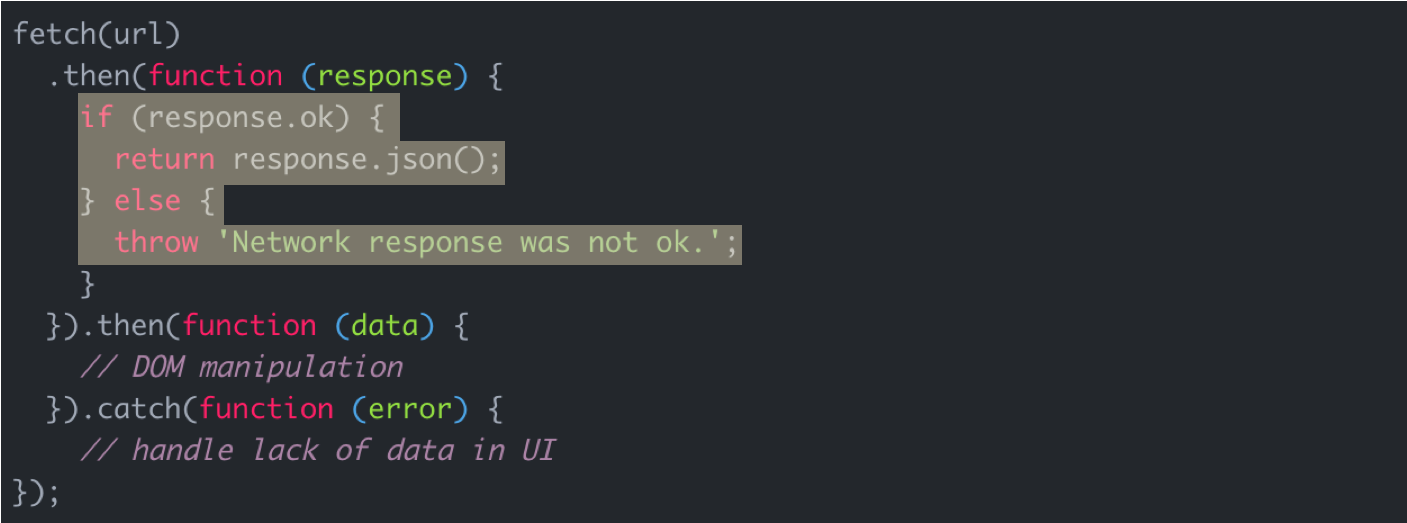 fetch(url)
  .then(function (response) {
    if (response.ok) {
      return response.json();
    } else {
      throw 'Network response was not ok.';
    }
  }).then(function (data) {
    // DOM manipulation
  }).catch(function (error) {
    // handle lack of data in UI
});